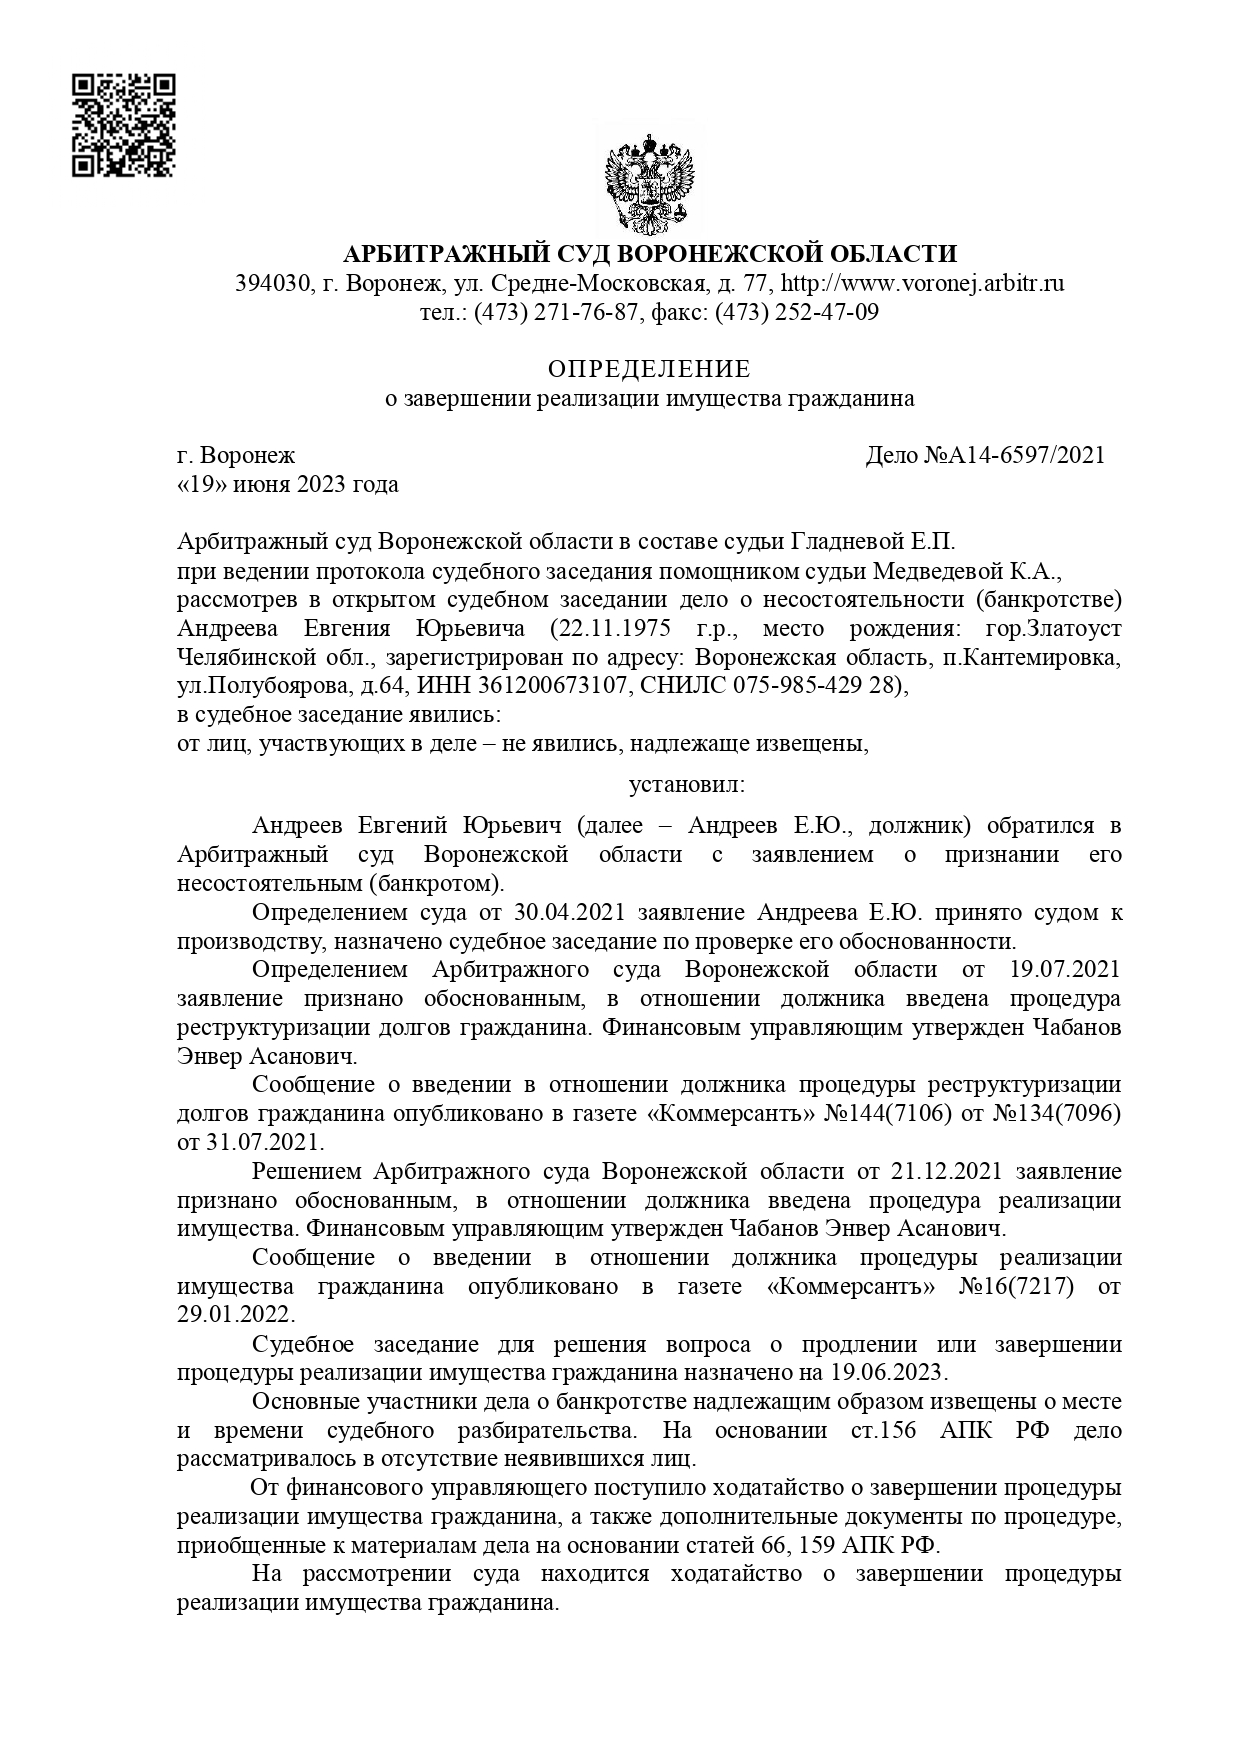 АРБИТРАЖНЫЙ СУД ВОРОНЕЖСКОЙ ОБЛАСТИ
394030, г. Воронеж, ул. Средне-Московская, д. 77, http://www.voronej.arbitr.ru
тел.: (473) 271-76-87, факс: (473) 252-47-09
ОПРЕДЕЛЕНИЕ
о завершении реализации имущества гражданина
г. Воронеж Дело №А14-6597/2021
«19» июня 2023 года
Арбитражный суд Воронежской области в составе судьи Гладневой Е.П.
при ведении протокола судебного заседания помощником судьи Медведевой К.А.,
рассмотрев в открытом судебном заседании дело о несостоятельности (банкротстве)
Андреева Евгения Юрьевича (22.11.1975 г.р., место рождения: гор.Златоуст
Челябинской обл., зарегистрирован по адресу: Воронежская область, п.Кантемировка,
ул.Полубоярова, д.64, ИНН 361200673107, СНИЛС 075-985-429 28),
в судебное заседание явились:
от лиц, участвующих в деле – не явились, надлежаще извещены,
установил:
Андреев Евгений Юрьевич (далее – Андреев Е.Ю., должник) обратился в
Арбитражный суд Воронежской области с заявлением о признании его
несостоятельным (банкротом).
Определением суда от 30.04.2021 заявление Андреева Е.Ю. принято судом к
производству, назначено судебное заседание по проверке его обоснованности.
Определением Арбитражного суда Воронежской области от 19.07.2021
заявление признано обоснованным, в отношении должника введена процедура
реструктуризации долгов гражданина. Финансовым управляющим утвержден Чабанов
Энвер Асанович.
Сообщение о введении в отношении должника процедуры реструктуризации
долгов гражданина опубликовано в газете «Коммерсантъ» №144(7106) от №134(7096)
от 31.07.2021.
Решением Арбитражного суда Воронежской области от 21.12.2021 заявление
признано обоснованным, в отношении должника введена процедура реализации
имущества. Финансовым управляющим утвержден Чабанов Энвер Асанович.
Сообщение о введении в отношении должника процедуры реализации
имущества гражданина опубликовано в газете «Коммерсантъ» №16(7217) от
29.01.2022.
Судебное заседание для решения вопроса о продлении или завершении
процедуры реализации имущества гражданина назначено на 19.06.2023.
Основные участники дела о банкротстве надлежащим образом извещены о месте
и времени судебного разбирательства. На основании ст.156 АПК РФ дело
рассматривалось в отсутствие неявившихся лиц.
От финансового управляющего поступило ходатайство о завершении процедуры
реализации имущества гражданина, а также дополнительные документы по процедуре,
приобщенные к материалам дела на основании статей 66, 159 АПК РФ.
На рассмотрении суда находится ходатайство о завершении процедуры
реализации имущества гражданина.